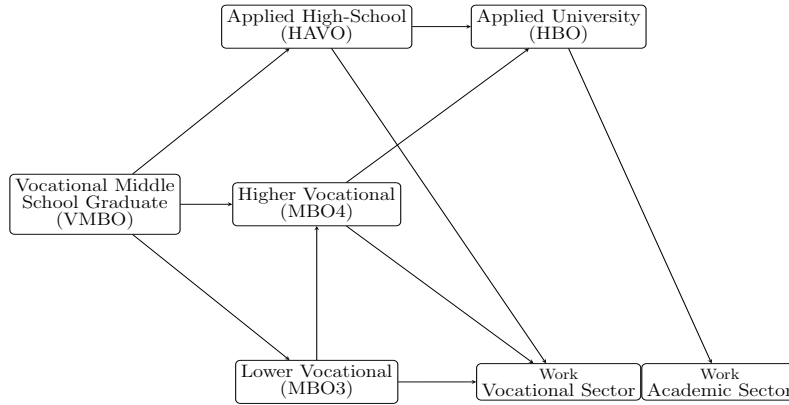 Applied High-School
(HAVO)
Applied University
(HBO)
Vocational Middle
School Graduate
(VMBO)
Higher Vocational
(MBO4)
Lower Vocational
(MBO3)
Work
Vocational Sector
Work
Academic Sector